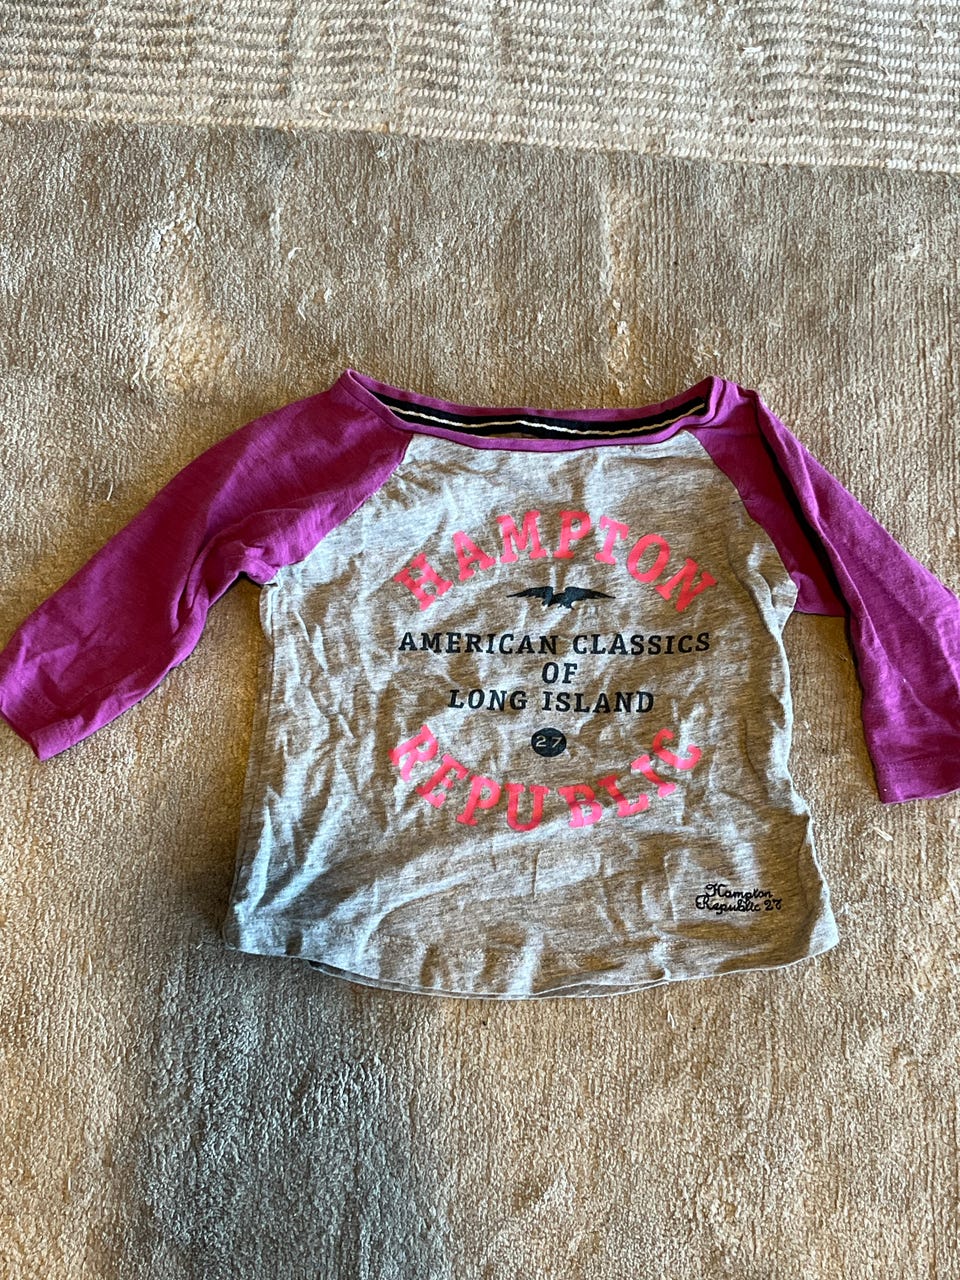 HAMPTON
AMERICAN CLASSICS
OF
LONG ISLAND
27
REPUBLIC
Hampton
Republic 27